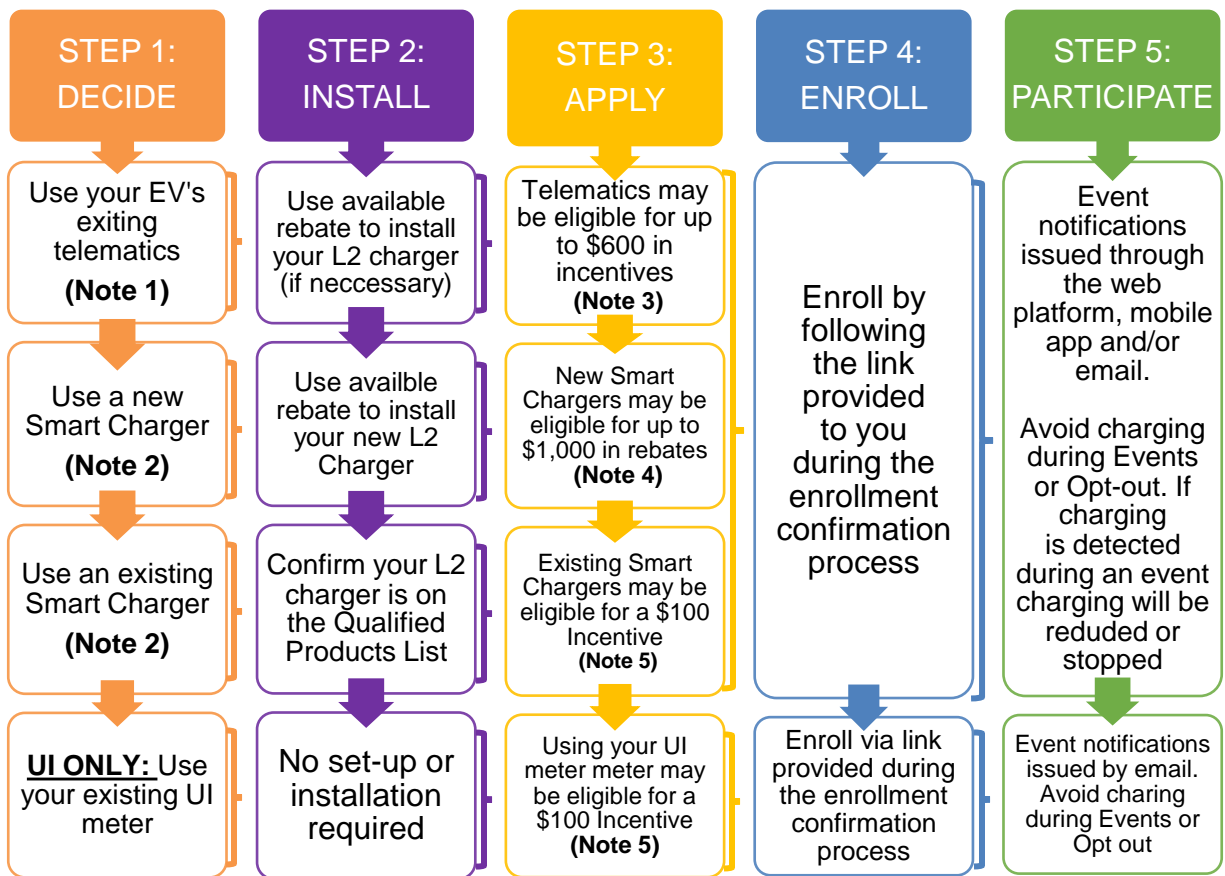 STEP 1:
DECIDE
Use your EV's
exiting
telematics
(Note 1)
Use a new
Smart Charger
(Note 2)
Use an existing
Smart Charger
(Note 2)
UI ONLY: Use
your existing UI
meter
STEP 2:
INSTALL
Use available
rebate to install
your L2 charger
(if neccessary)
Use availble
rebate to install
your new L2
Charger
Confirm your L2
charger is on
the Qualified
Products List
No set-up or
installation
required
STEP 3:
APPLY
Telematics may
be eligible for up
to $600 in
incentives
(Note 3)
New Smart
Chargers may be
eligible for up to
$1,000 in rebates
(Note 4)
Existing Smart
Chargers may be
eligible for a $100
Incentive
(Note 5)
Using your UI
meter meter may
be eligible for a
$100 Incentive
(Note 5)
STEP 4:
ENROLL
Enroll by
following
the link
provided
to you
during the
enrollment
confirmation
process
Enroll via link
provided during
the enrollment
confirmation
process
STEP 5:
PARTICIPATE
Event
notifications
issued through
the web
platform, mobile
app and/or
email.
Avoid charging
during Events
or Opt-out. If
charging
is detected
during an event
charging will be
reduded or
stopped
Event notifications
issued by email.
Avoid charing
during Events or
Opt out